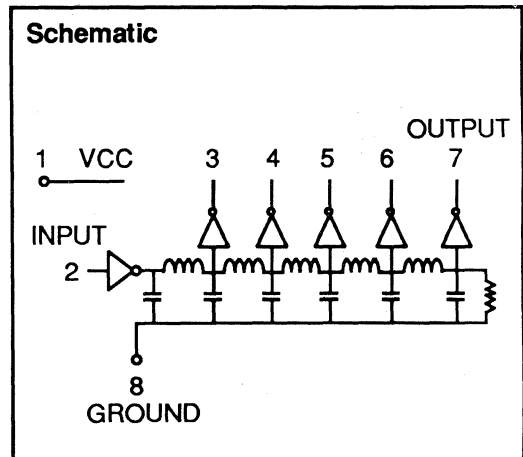 Schematic
OUTPUT
1 VCC 3 4 5 6 7
INPUT
2
8
GROUND